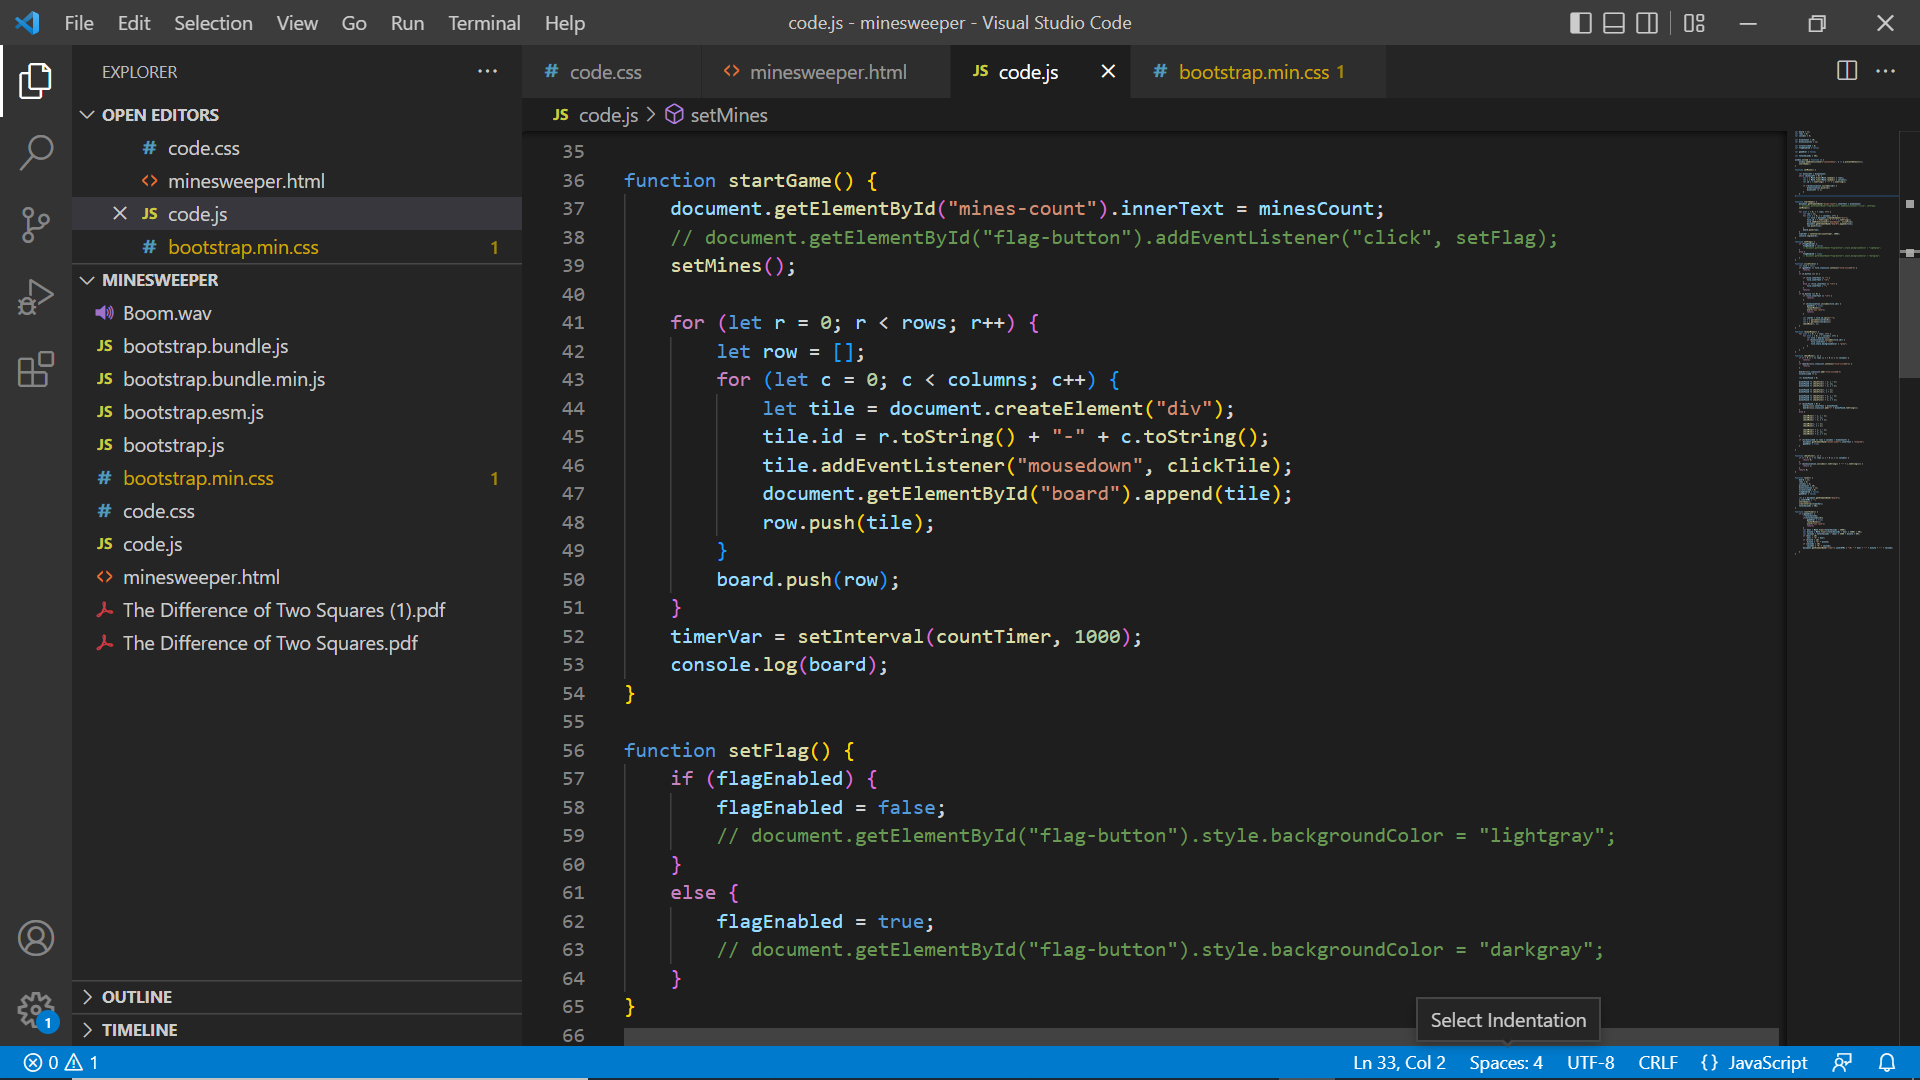 File Edit Selection View Go Run Terminal Help
code.js - minesweeper - Visual Studio Code
EXPLORER
OPEN EDITORS
# code.css
<> minesweeper.html
JS code.js
# bootstrap.min.css 1
MINESWEEPER
Boom.wav
JS bootstrap.bundle.js
JS bootstrap.bundle.min.js
JS bootstrap.esm.js
JS bootstrap.js
# bootstrap.min.css 1
# code.css
JS code.js
<> minesweeper.html
The Difference of Two Squares (1).pdf
The Difference of Two Squares.pdf
OUTLINE
TIMELINE
1
# code.css <> minesweeper.html JS code.js # bootstrap.min.css 1
JS code.js > setMines
35
36 function startGame() {
37 document.getElementById("mines-count").innerText = minesCount;
38 // document.getElementById("flag-button").addEventListener("click", setFlag);
39 setMines();
40
41 for (let r = 0; r < rows; r++) {
42 let row = [];
43 for (let c = 0; c < columns; c++) {
44 let tile = document.createElement("div");
45 tile.id = r.toString() + "-" + c.toString();
46 tile.addEventListener("mousedown", clickTile);
47 document.getElementById("board").append(tile);
48 row.push(tile);
49 }
50 board.push(row);
51 }
52 timerVar = setInterval(countTimer, 1000);
53 console.log(board);
54 }
55
56 function setFlag() {
57 if (flagEnabled) {
58 flagEnabled = false;
59 // document.getElementById("flag-button").style.backgroundColor = "lightgray";
60 }
61 else {
62 flagEnabled = true;
63 // document.getElementById("flag-button").style.backgroundColor = "darkgray";
64 }
65 }
66
Select Indentation
0 1 Ln 33, Col 2 Spaces: 4 UTF-8 CRLF {} JavaScript